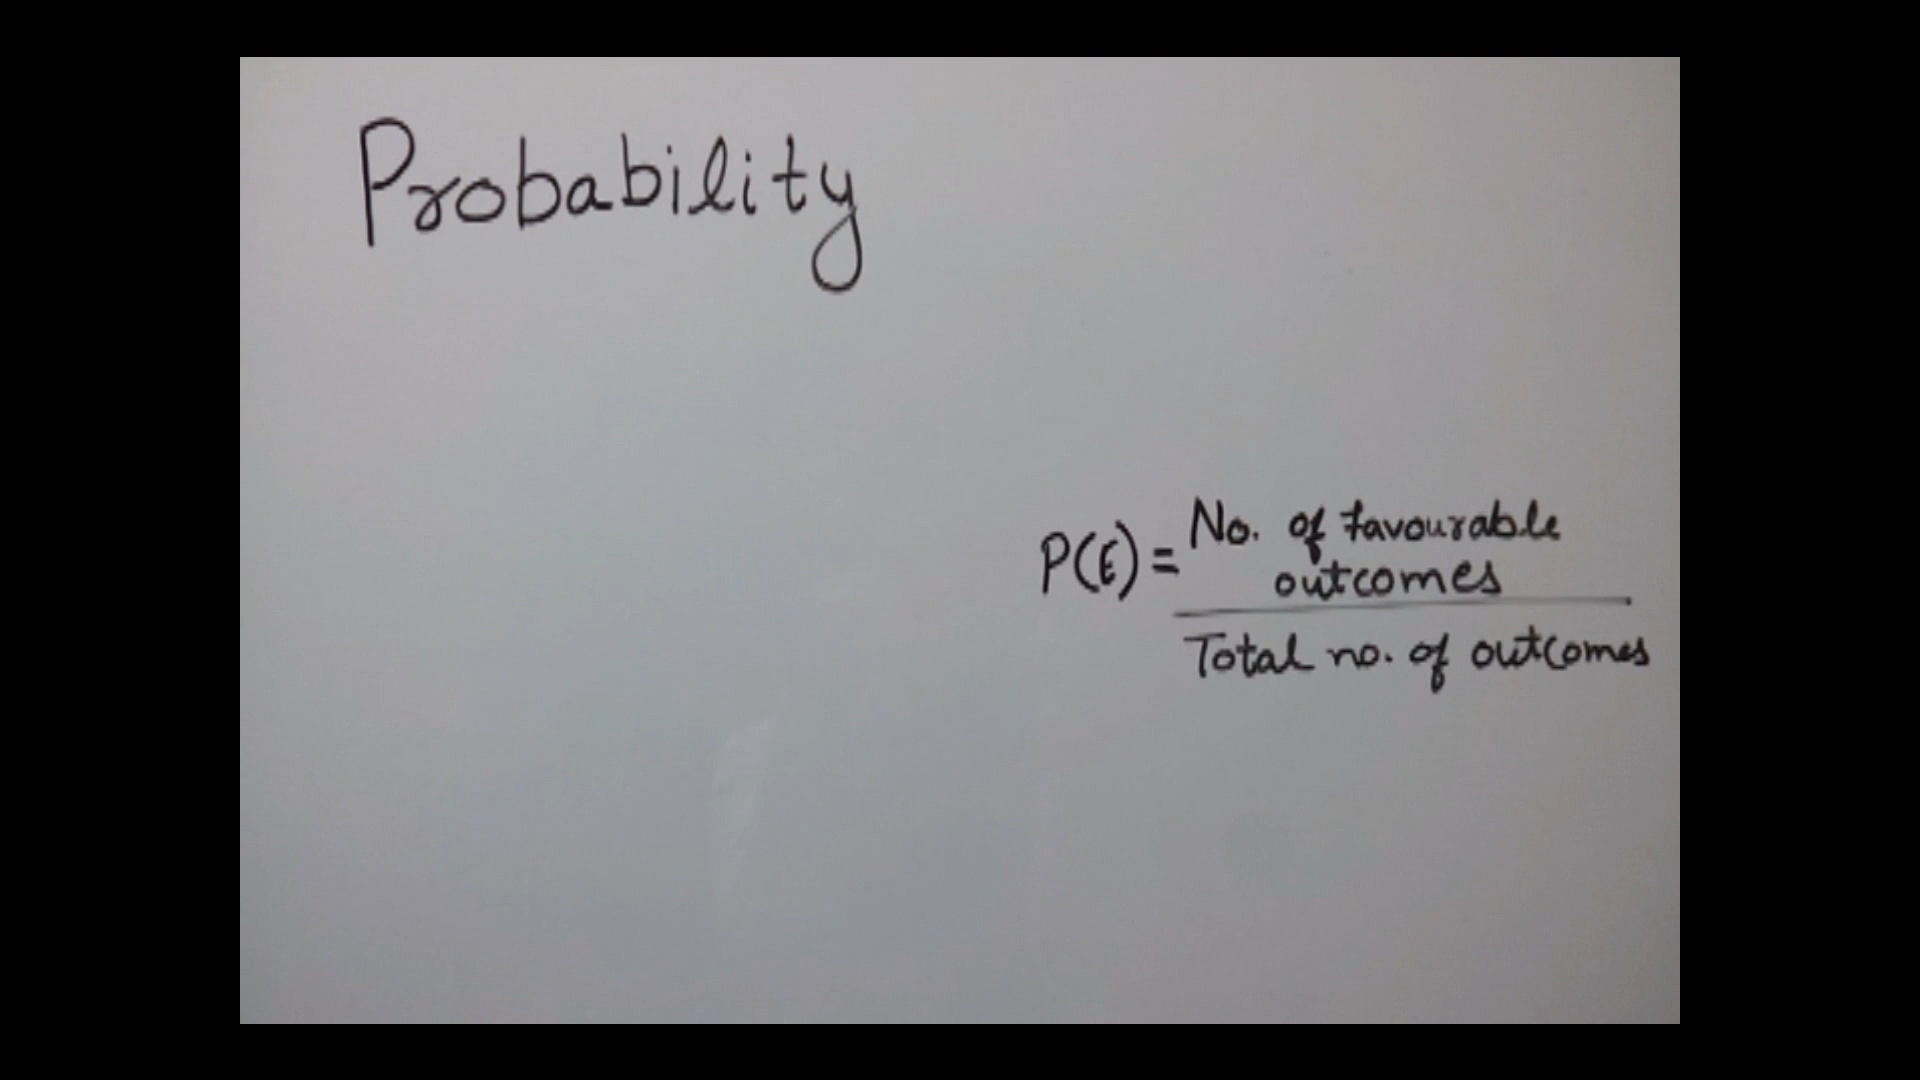 Probability
P(E) = No. of favourable
outcomes
Total no. of outcomes